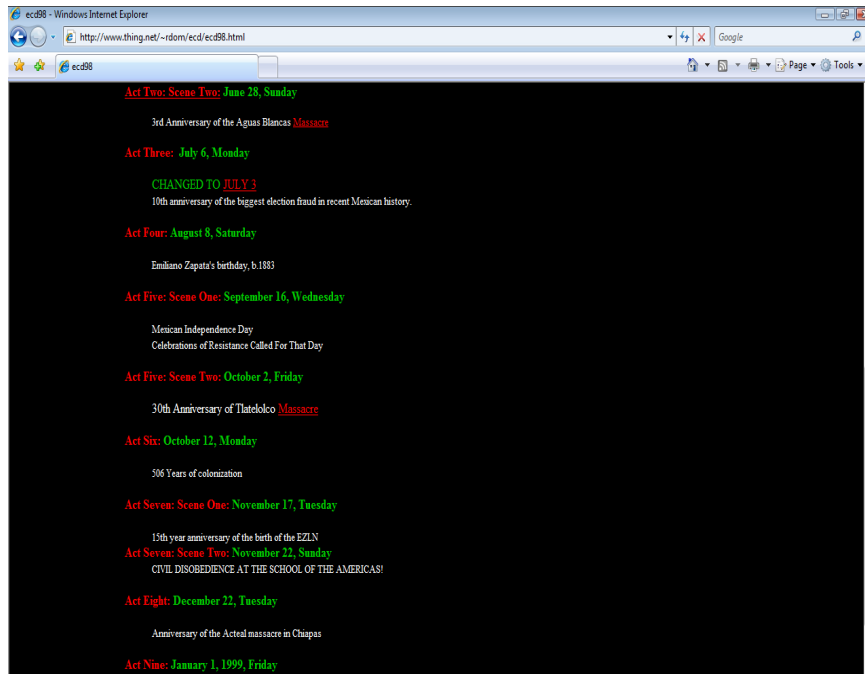 ecd98 - Windows Internet Explorer
http://www.thing.net/~rdom/ecd/ecd98.html
Google
ecd98
Page
Tools
Act Two: Scene Two: June 28, Sunday
3rd Anniversary of the Aguas Blancas Massacre
Act Three: July 6, Monday
CHANGED TO JULY 3
10th anniversary of the biggest election fraud in recent Mexican history.
Act Four: August 8, Saturday
Emiliano Zapata's birthday, b.1883
Act Five: Scene One: September 16, Wednesday
Mexican Independence Day
Celebrations of Resistance Called For That Day
Act Five: Scene Two: October 2, Friday
30th Anniversary of Tlatelolco Massacre
Act Six: October 12, Monday
506 Years of colonization
Act Seven: Scene One: November 17, Tuesday
15th year anniversary of the birth of the EZLN
Act Seven: Scene Two: November 22, Sunday
CIVIL DISOBEDIENCE AT THE SCHOOL OF THE AMERICAS!
Act Eight: December 22, Tuesday
Anniversary of the Acteal massacre in Chiapas
Act Nine: January 1, 1999, Friday